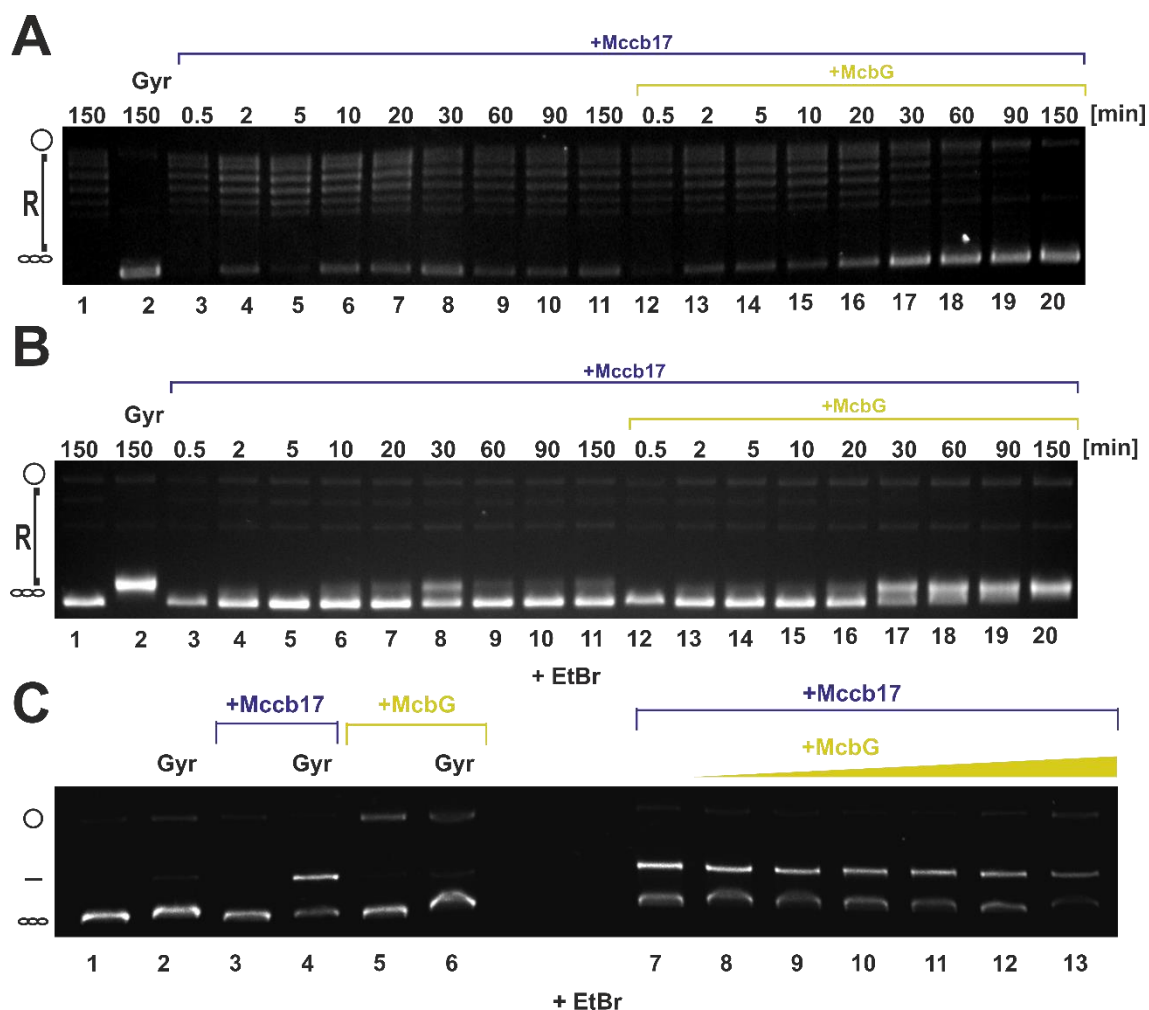 A
+Mccb17
+McbG
Gyr
150 150 0.5 2 5 10 20 30 60 90 150 0.5 2 5 10 20 30 60 90 150 [min]
R
1 2 3 4 5 6 7 8 9 10 11 12 13 14 15 16 17 18 19 20
B
+Mccb17
+McbG
Gyr
150 150 0.5 2 5 10 20 30 60 90 150 0.5 2 5 10 20 30 60 90 150 [min]
R
1 2 3 4 5 6 7 8 9 10 11 12 13 14 15 16 17 18 19 20
+ EtBr
C
+Mccb17 +McbG +Mccb17
+McbG
Gyr Gyr Gyr
1 2 3 4 5 6 7 8 9 10 11 12 13
+ EtBr